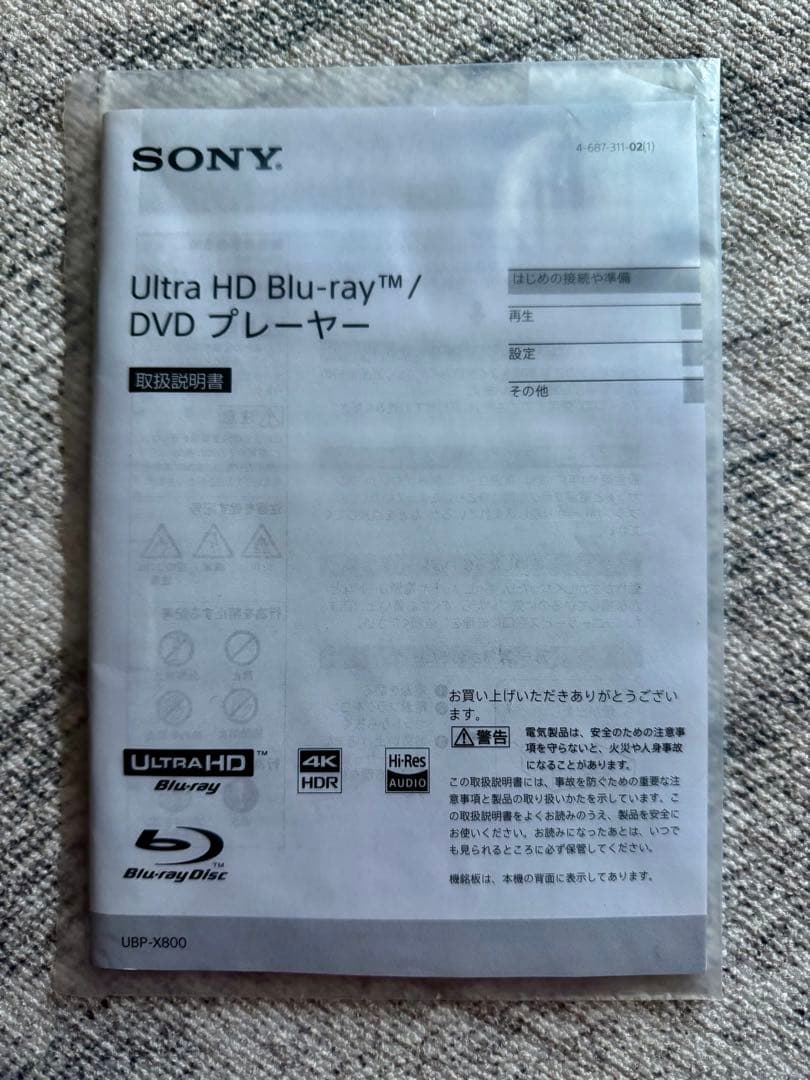 SONY
4-687-311-02(1)
Ultra HD Blu-ray™/
DVD プレーヤー
取扱説明書
はじめの接続や準備
再生
設定
その他
お買い上げいただきありがとうござい
ます。
警告
電気製品は、安全のための注意事
項を守らないと、火災や人身事故
になることがあります。
この取扱説明書には、事故を防ぐための重要な注
意事項と製品の取り扱いかたを示しています。こ
の取扱説明書をよくお読みのうえ、製品を安全に
お使いください。お読みになったあとは、いつで
も見られるところに必ず保管してください。
機銘板は、本機の背面に表示してあります。
ULTRA HD™
Blu-ray
4K
HDR
Hi-Res
AUDIO
Blu-ray Disc™
UBP-X800